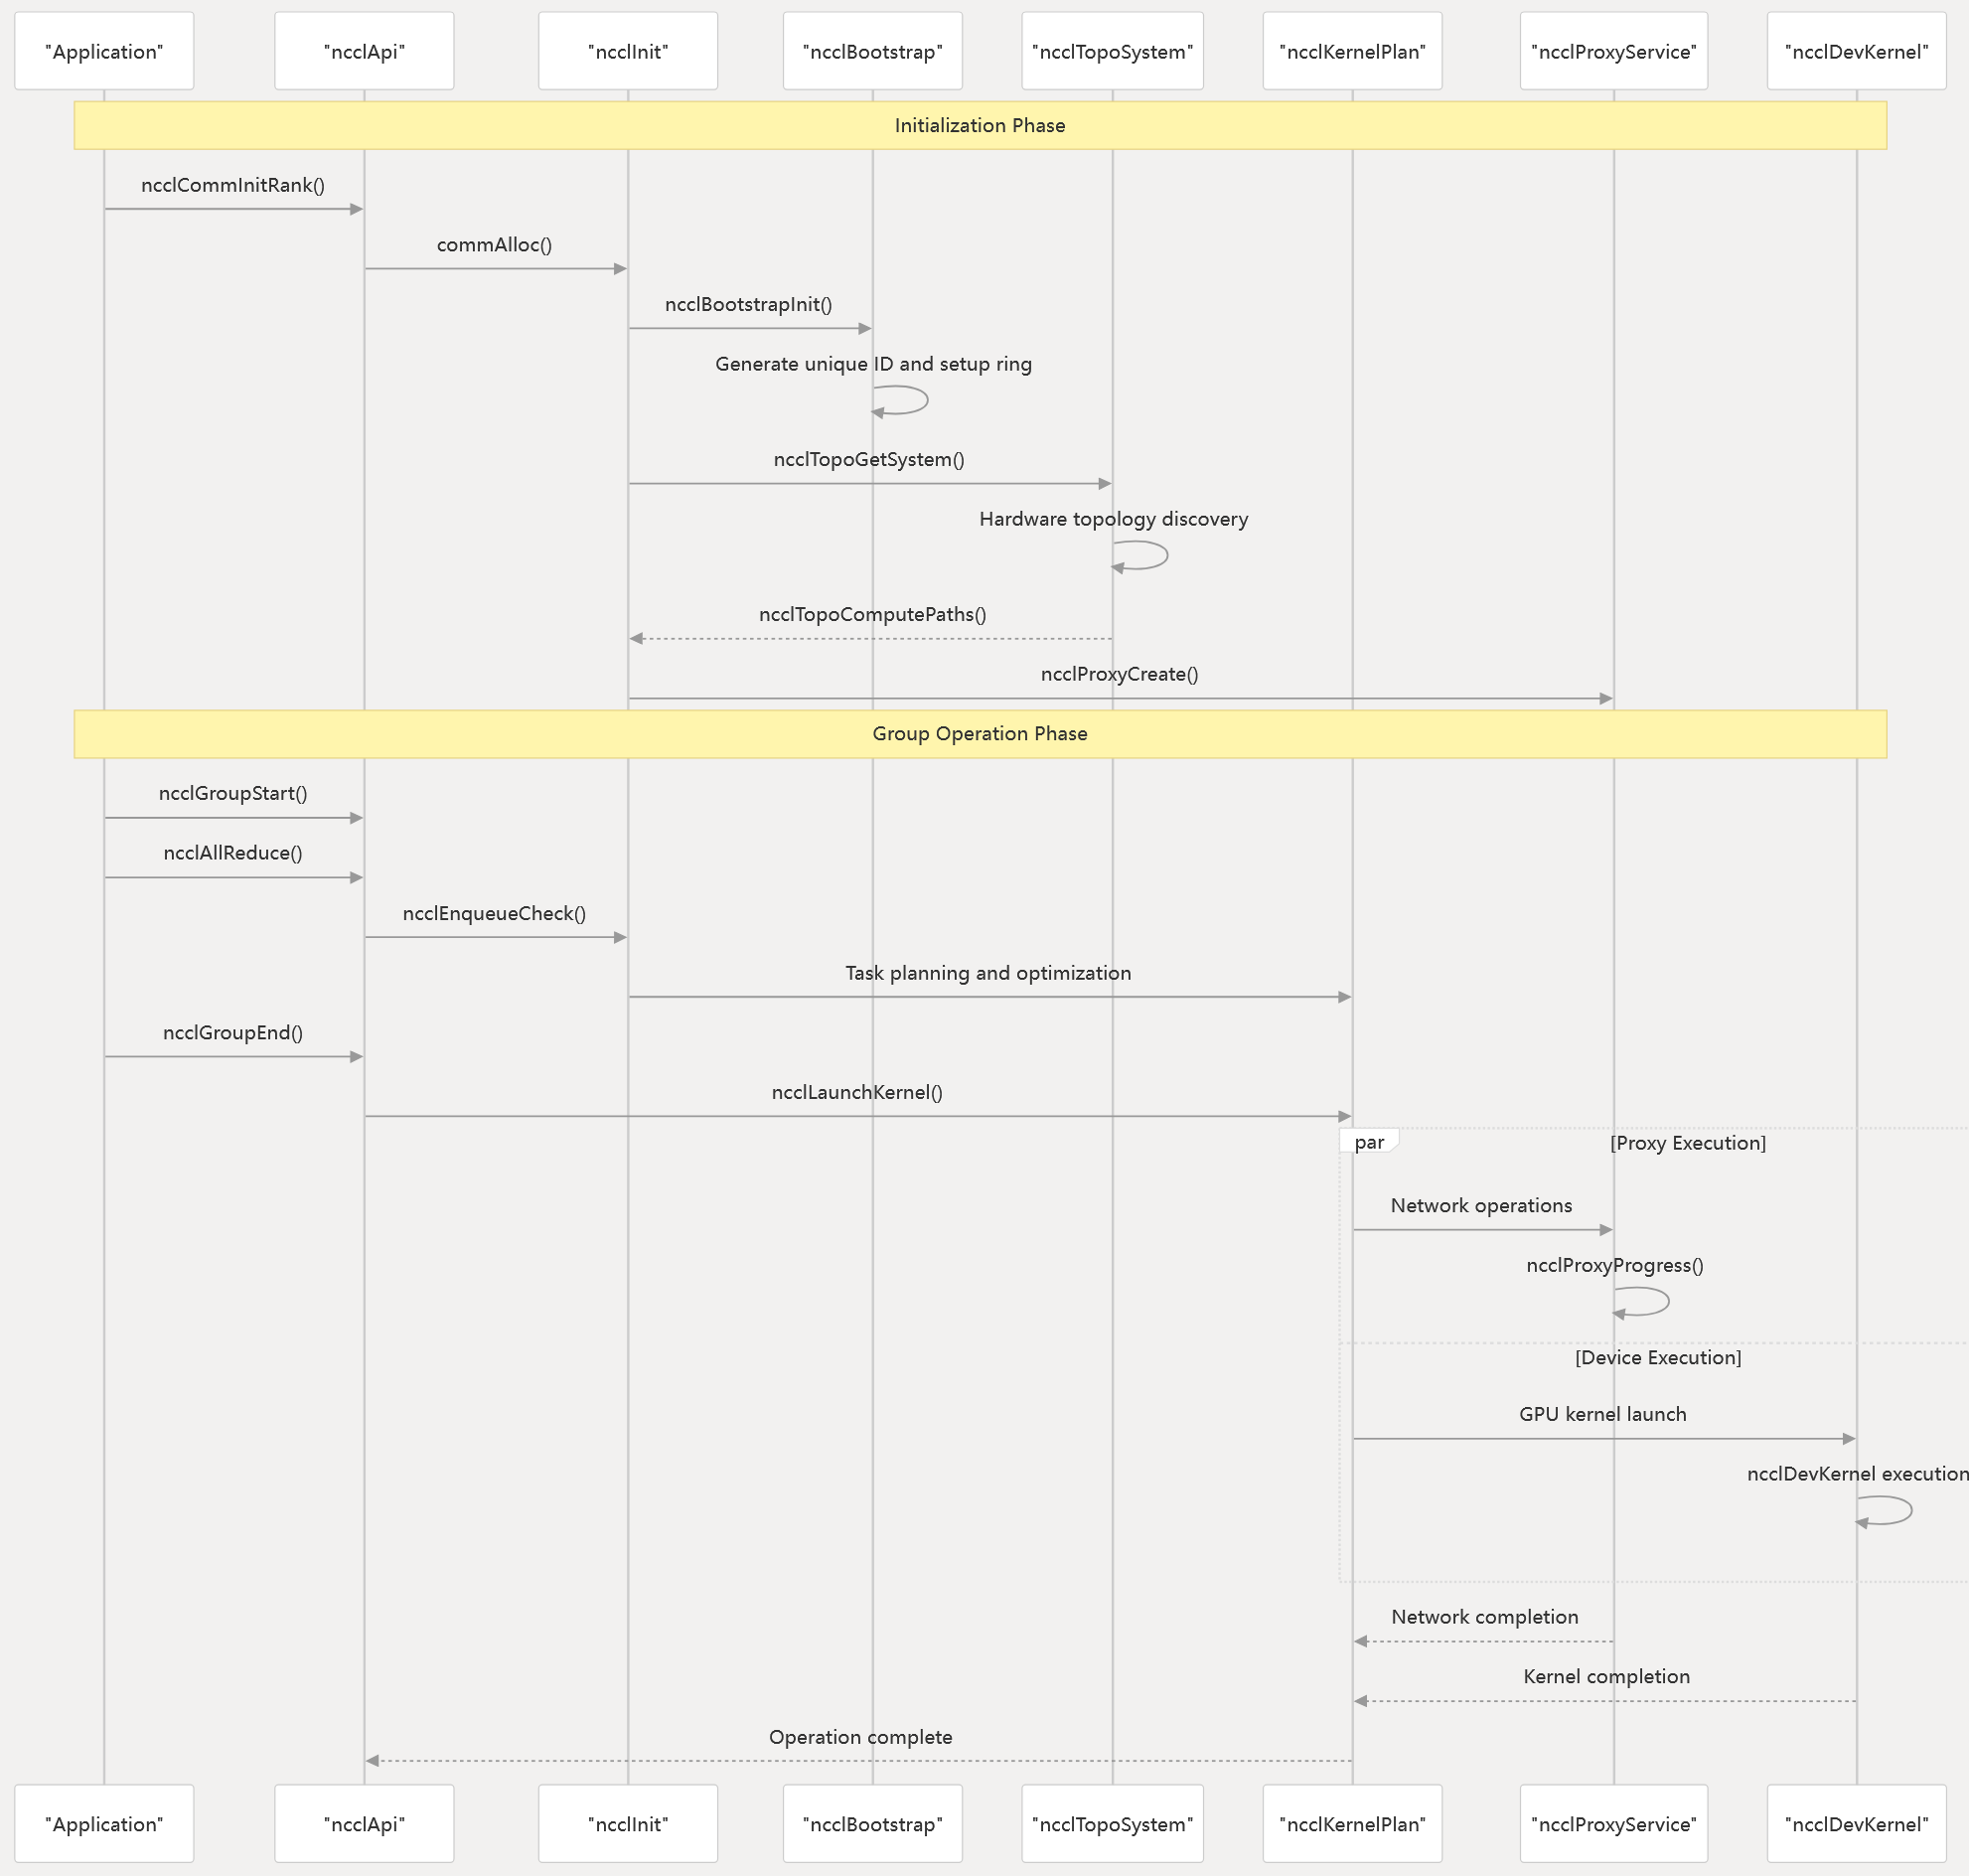 "Application"
"ncclApi"
"ncclInit"
"ncclBootstrap"
"ncclTopoSystem"
"ncclKernelPlan"
"ncclProxyService"
"ncclDevKernel"
Initialization Phase
ncclCommInitRank()
commAlloc()
ncclBootstrapInit()
Generate unique ID and setup ring
ncclTopoGetSystem()
Hardware topology discovery
ncclTopoComputePaths()
ncclProxyCreate()
Group Operation Phase
ncclGroupStart()
ncclAllReduce()
ncclEnqueueCheck()
Task planning and optimization
ncclGroupEnd()
ncclLaunchKernel()
par
[Proxy Execution]
Network operations
ncclProxyProgress()
[Device Execution]
GPU kernel launch
ncclDevKernel execution
Network completion
Kernel completion
Operation complete
"Application"
"ncclApi"
"ncclInit"
"ncclBootstrap"
"ncclTopoSystem"
"ncclKernelPlan"
"ncclProxyService"
"ncclDevKernel"